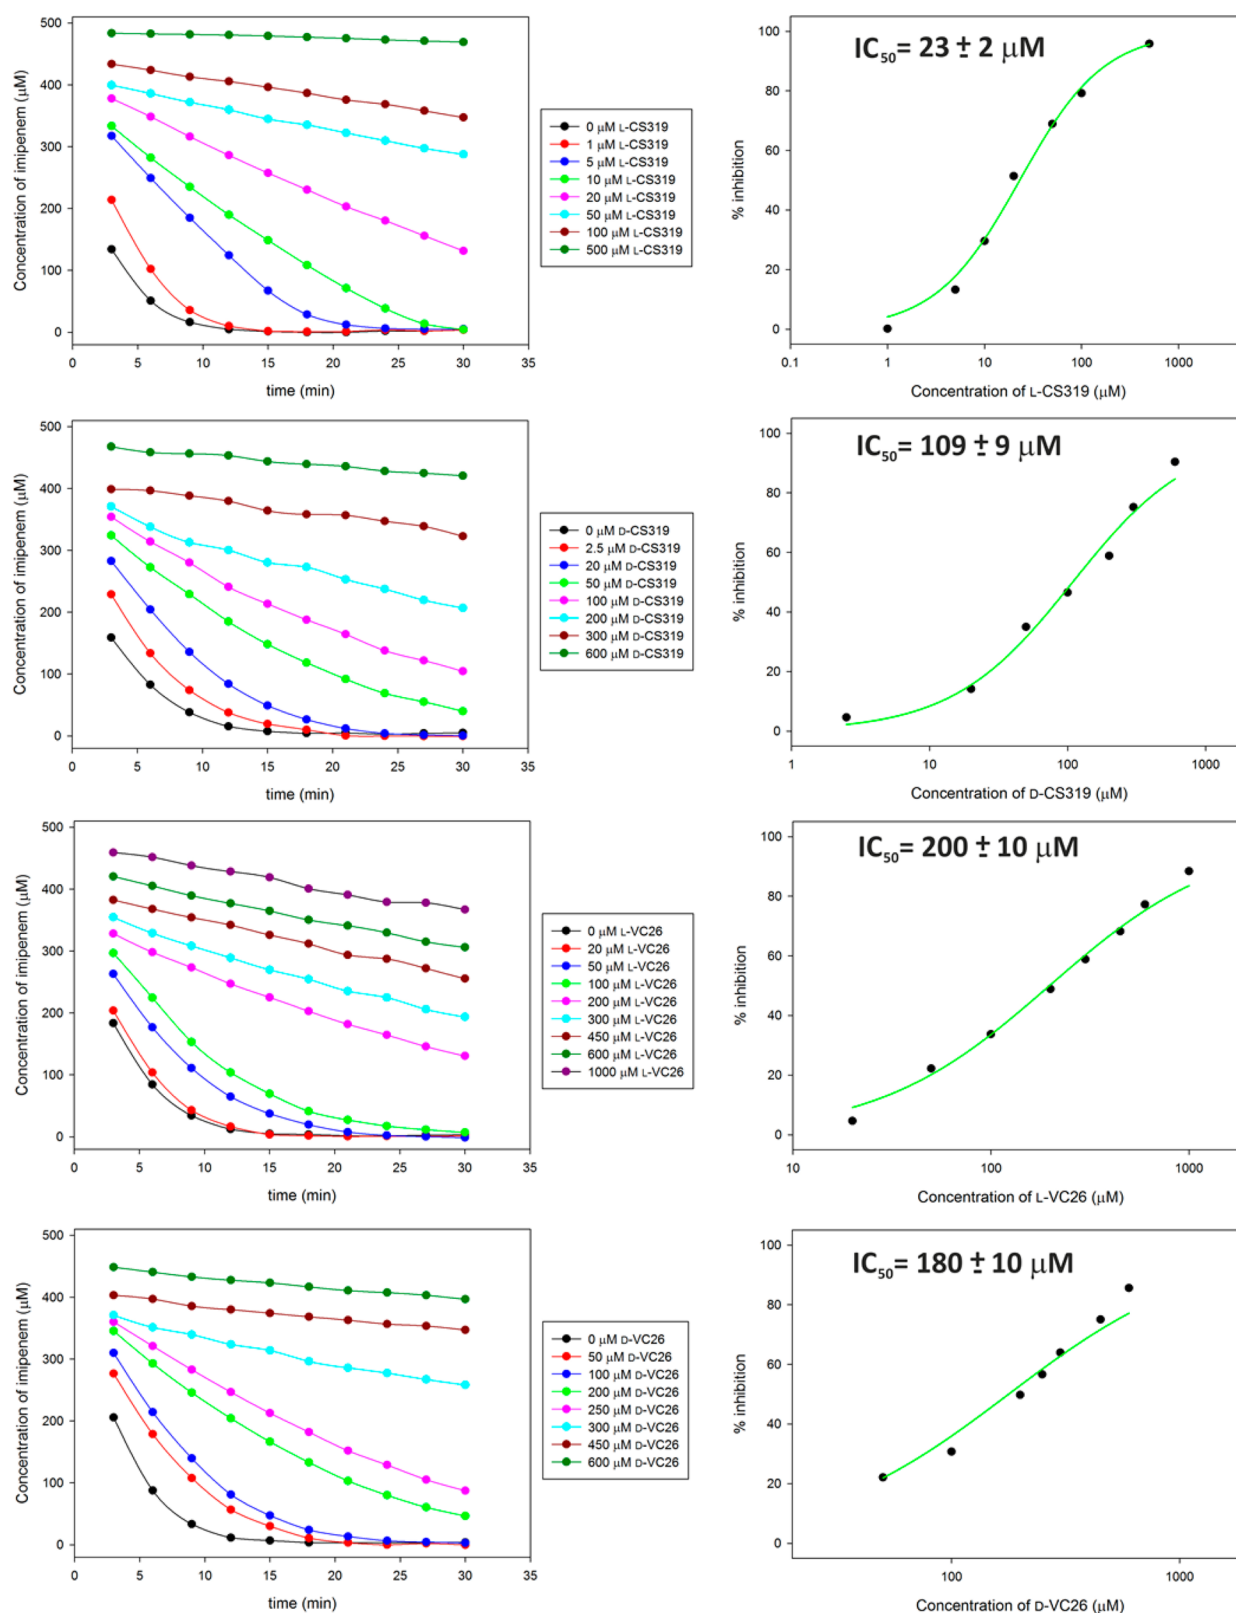 500
400
300
200
100
0
Concentration of imipenem (μM)
0 5 10 15 20 25 30 35
time (min)
0 μM L-CS319
1 μM L-CS319
5 μM L-CS319
10 μM L-CS319
20 μM L-CS319
50 μM L-CS319
100 μM L-CS319
500 μM L-CS319
IC50= 23 ± 2 μM
100
80
60
40
20
0
% inhibition
0.1 1 10 100 1000
Concentration of L-CS319 (μM)
500
400
300
200
100
0
Concentration of imipenem (μM)
0 5 10 15 20 25 30 35
time (min)
0 μM D-CS319
2.5 μM D-CS319
20 μM D-CS319
50 μM D-CS319
100 μM D-CS319
200 μM D-CS319
300 μM D-CS319
600 μM D-CS319
IC50= 109 ± 9 μM
100
80
60
40
20
0
% inhibition
1 10 100 1000
Concentration of D-CS319 (μM)
500
400
300
200
100
0
Concentration of imipenem (μM)
0 5 10 15 20 25 30 35
time (min)
0 μM L-VC26
20 μM L-VC26
50 μM L-VC26
100 μM L-VC26
200 μM L-VC26
300 μM L-VC26
450 μM L-VC26
600 μM L-VC26
1000 μM L-VC26
IC50= 200 ± 10 μM
100
80
60
40
20
0
% inhibition
10 100 1000
Concentration of L-VC26 (μM)
500
400
300
200
100
0
Concentration of imipenem (μM)
0 5 10 15 20 25 30 35
time (min)
0 μM D-VC26
50 μM D-VC26
100 μM D-VC26
200 μM D-VC26
250 μM D-VC26
300 μM D-VC26
450 μM D-VC26
600 μM D-VC26
IC50= 180 ± 10 μM
100
80
60
40
20
0
% inhibition
100 1000
Concentration of D-VC26 (μM)